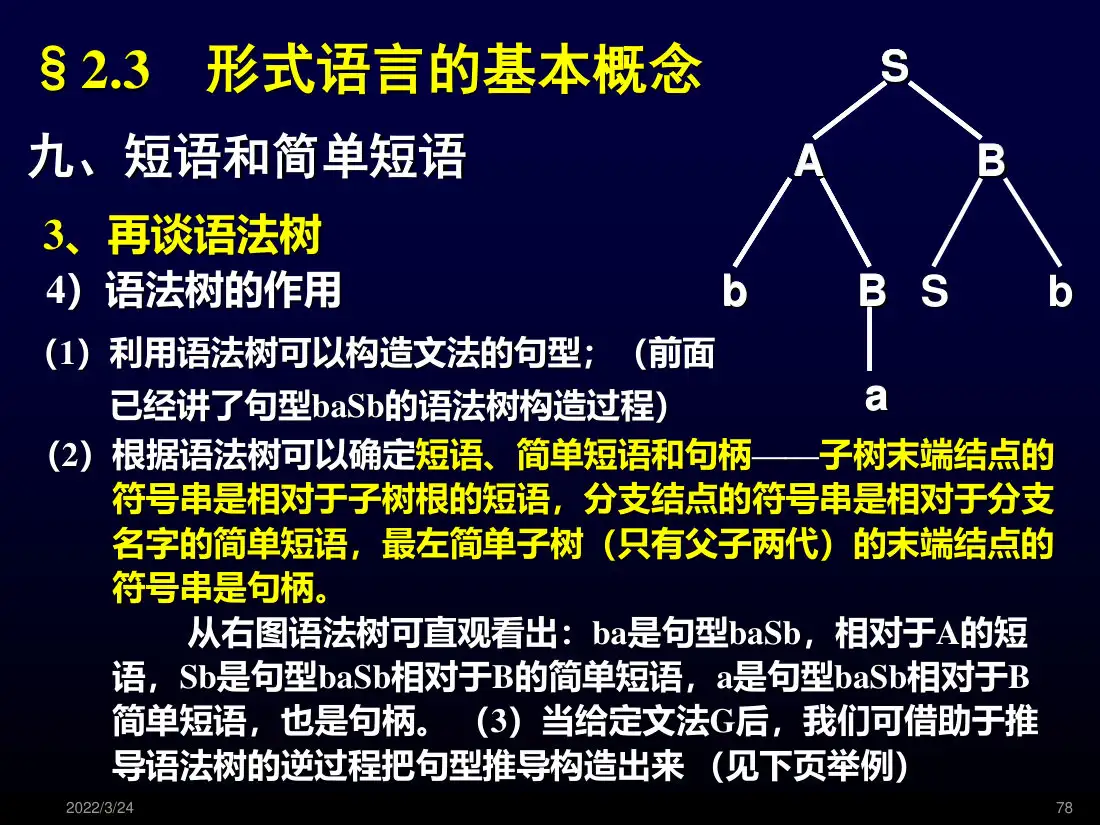 §2.3 形式语言的基本概念
九、短语和简单短语
3、再谈语法树
4）语法树的作用
（1）利用语法树可以构造文法的句型；（前面
已经讲了句型baSb的语法树构造过程）
（2）根据语法树可以确定短语、简单短语和句柄——子树末端结点的
符号串是相对于子树根的短语，分支结点的符号串是相对于分支
名字的简单短语，最左简单子树（只有父子两代）的末端结点的
符号串是句柄。
从右图语法树可直观看出：ba是句型baSb，相对于A的短
语，Sb是句型baSb相对于B的简单短语，a是句型baSb相对于B
简单短语，也是句柄。（3）当给定文法G后，我们可借助于推
导语法树的逆过程把句型推导构造出来 （见下页举例）
S
A B
b B S b
a
2022/3/24
78